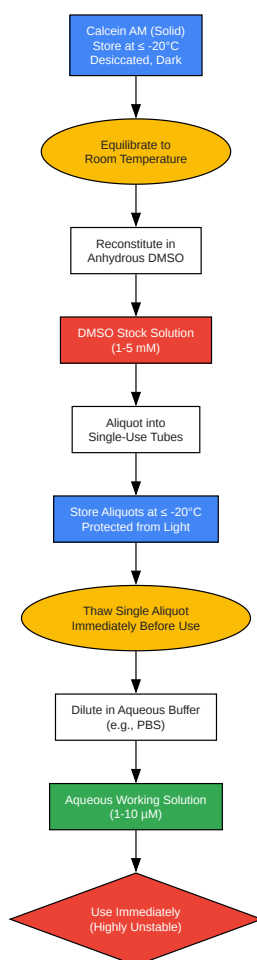 Calcein AM (Solid)
Store at ≤ -20°C
Desiccated, Dark
Equilibrate to
Room Temperature
Reconstitute in
Anhydrous DMSO
DMSO Stock Solution
(1-5 mM)
Aliquot into
Single-Use Tubes
Store Aliquots at ≤ -20°C
Protected from Light
Thaw Single Aliquot
Immediately Before Use
Dilute in Aqueous Buffer
(e.g., PBS)
Aqueous Working Solution
(1-10 µM)
Use Immediately
(Highly Unstable)